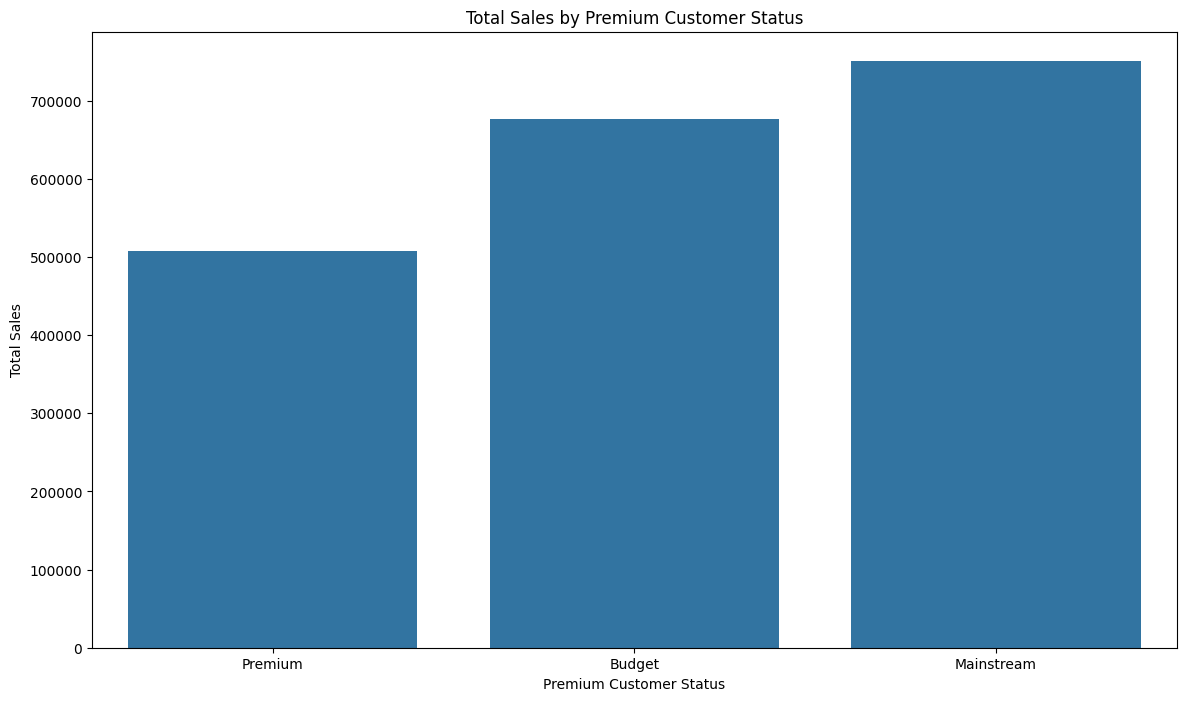 Total Sales by Premium Customer Status
700000
600000
500000
400000
300000
200000
100000
0
Total Sales
Premium
Budget
Mainstream
Premium Customer Status